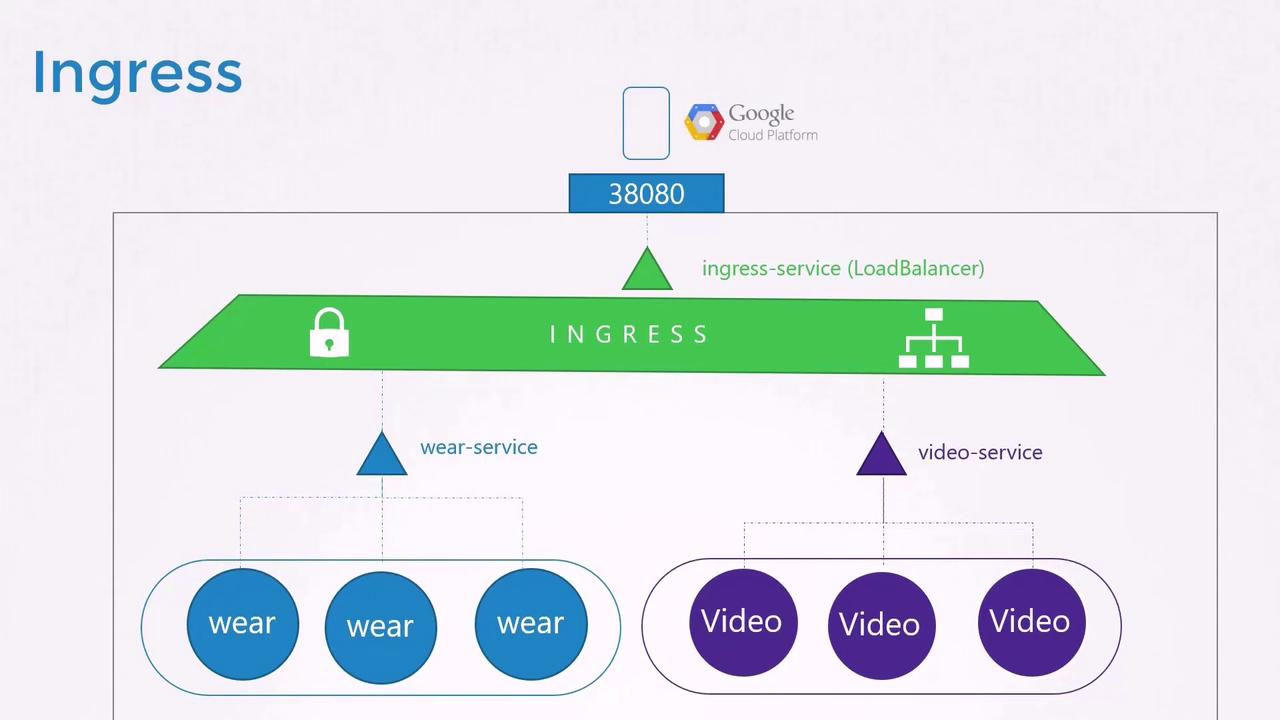 Ingress
Google
Cloud Platform
38080
ingress-service (LoadBalancer)
INGRESS
wear-service
video-service
wear
wear
wear
Video
Video
Video